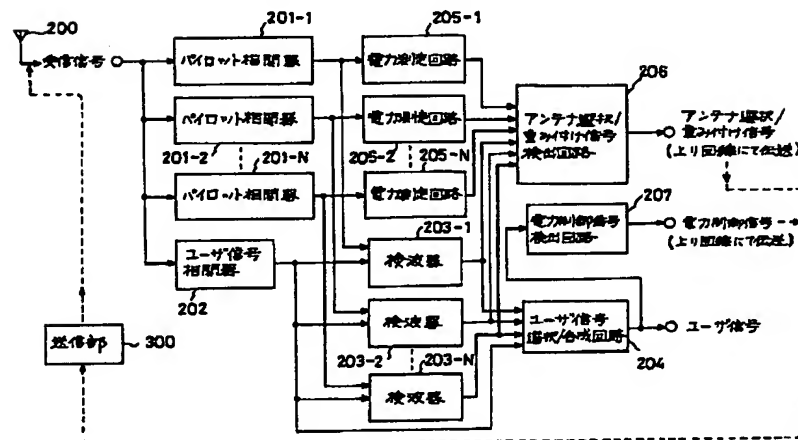 200
受信信号
201-1
パイロット相関器
パイロット相関器
201-2
201-N
パイロット相関器
ユーザ信号
相関器
202
205-1
電力測定回路
電力測定回路
205-2
205-N
電力測定回路
206
アンテナ選択/
重み付け信号
検出回路
アンテナ選択/
重み付け信号
(上り回線にて伝送)
207
電力制御信号
検出回路
電力制御信号
(上り回線にて伝送)
203-1
検波器
検波器
203-2
203-N
検波器
ユーザ信号
選択/合成回路
204
ユーザ信号
送信部
300